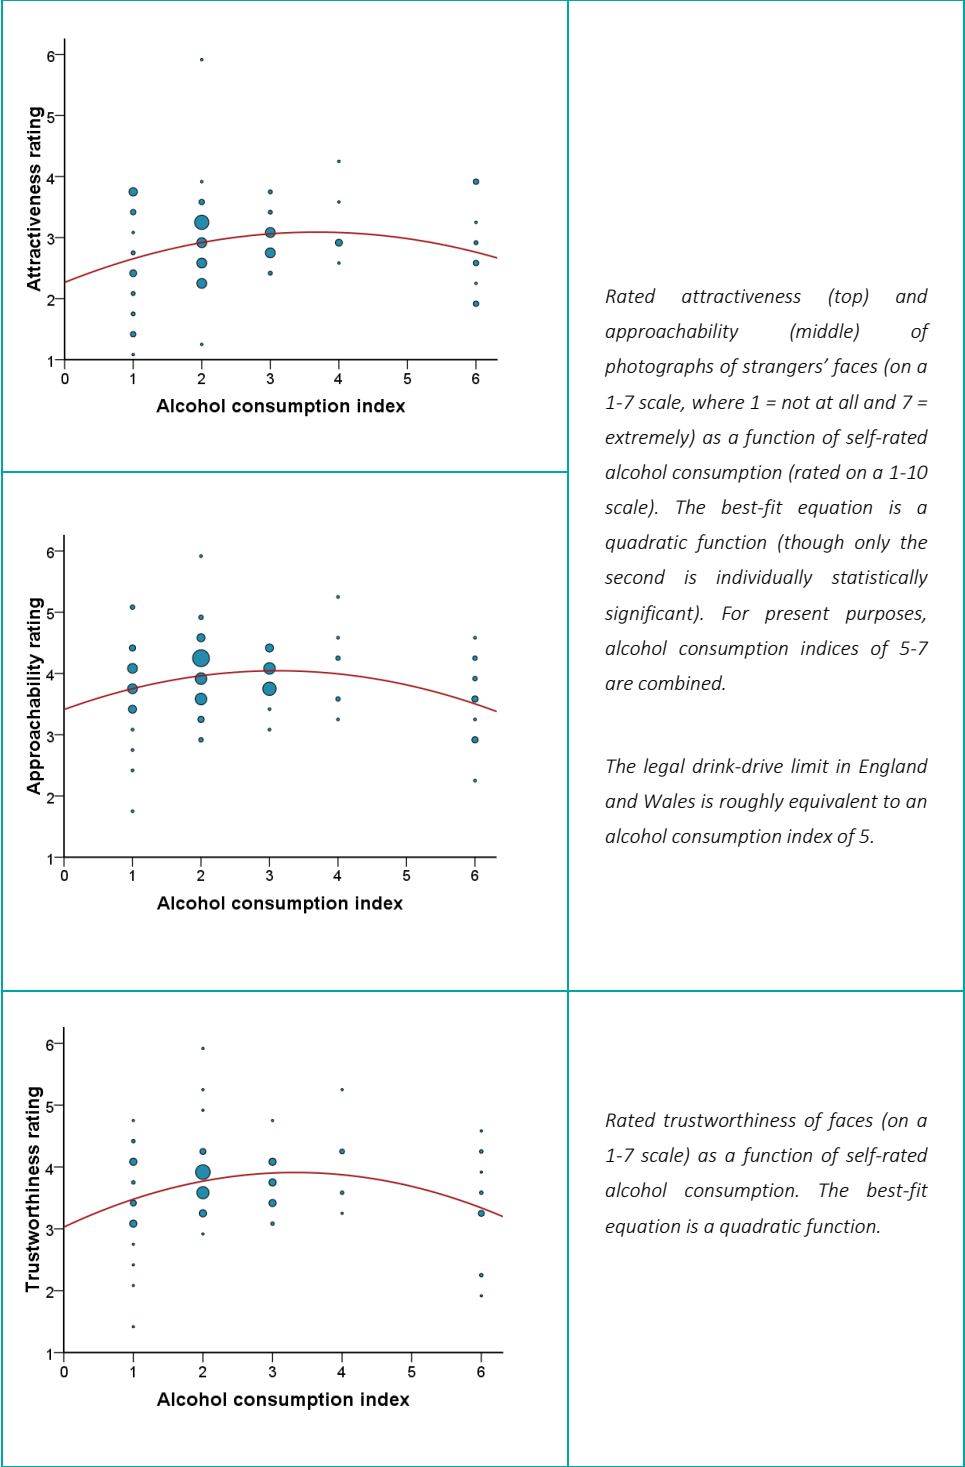 6
5
4
3
2
1
Attractiveness rating
0 1 2 3 4 5 6
Alcohol consumption index
Rated attractiveness (top) and
approachability (middle) of
photographs of strangers’ faces (on a
1-7 scale, where 1 = not at all and 7 =
extremely) as a function of self-rated
alcohol consumption (rated on a 1-10
scale). The best-fit equation is a
quadratic function (though only the
second is individually statistically
significant). For present purposes,
alcohol consumption indices of 5-7
are combined.
The legal drink-drive limit in England
and Wales is roughly equivalent to an
alcohol consumption index of 5.
6
5
4
3
2
1
Approachability rating
0 1 2 3 4 5 6
Alcohol consumption index
6
5
4
3
2
1
Trustworthiness rating
0 1 2 3 4 5 6
Alcohol consumption index
Rated trustworthiness of faces (on a
1-7 scale) as a function of self-rated
alcohol consumption. The best-fit
equation is a quadratic function.